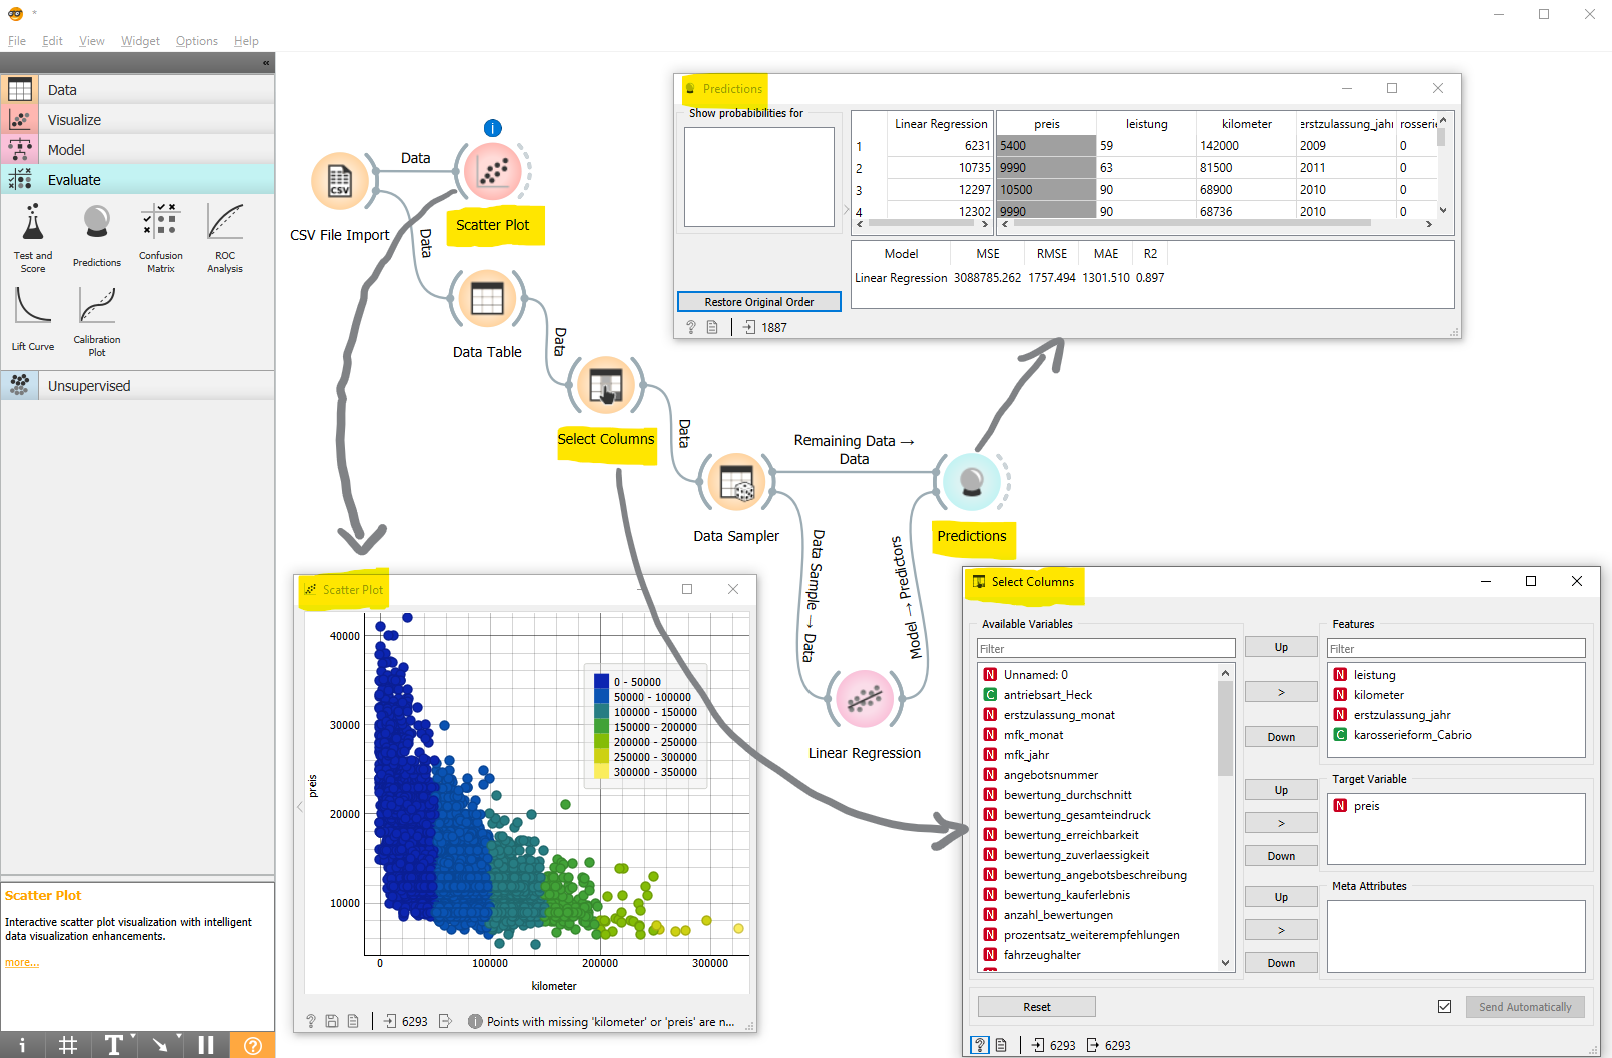 *
File Edit View Widget Options Help
«
Data
Visualize
Model
Evaluate
Test and
Score
Predictions
Confusion
Matrix
ROC
Analysis
Lift Curve
Calibration
Plot
Unsupervised
Scatter Plot
Interactive scatter plot visualization with intelligent
data visualization enhancements.
more...
CSV
CSV File Import
Data
i
Scatter Plot
Data
Data Table
Data
Select Columns
Data
Data Sampler
Remaining Data →
Data
Data Sample → Data
Model → Predictors
Predictions
Linear Regression
Predictions
Show probabilities for
Restore Original Order
? 1887
Linear Regression preis leistung kilometer erstzulassung_jahr rosserie
1 6231 5400 59 142000 2009 0
2 10735 9990 63 81500 2011 0
3 12297 10500 90 68900 2010 0
4 12302 9990 90 68736 2010 0
Model MSE RMSE MAE R2
Linear Regression 3088785.262 1757.494 1301.510 0.897
Scatter Plot
preis
40000
30000
20000
10000
0 100000 200000 300000
kilometer
0 - 50000
50000 - 100000
100000 - 150000
150000 - 200000
200000 - 250000
250000 - 300000
300000 - 350000
? 6293 i Points with missing 'kilometer' or 'preis' are n...
Select Columns
Available Variables
Filter
N Unnamed: 0
C antriebsart_Heck
N erstzulassung_monat
N mfk_monat
N mfk_jahr
N angebotsnummer
N bewertung_durchschnitt
N bewertung_gesamteindruck
N bewertung_erreichbarkeit
N bewertung_zuverlaessigkeit
N bewertung_angebotsbeschreibung
N bewertung_kauferlebnis
N anzahl_bewertungen
N prozentsatz_weiterempfehlungen
N fahrzeughalter
Up
>
Down
Up
>
Down
Up
>
Down
Features
Filter
N leistung
N kilometer
N erstzulassung_jahr
C karosserieform_Cabrio
Target Variable
N preis
Meta Attributes
Reset
Send Automatically
? 6293 6293
i # T ?